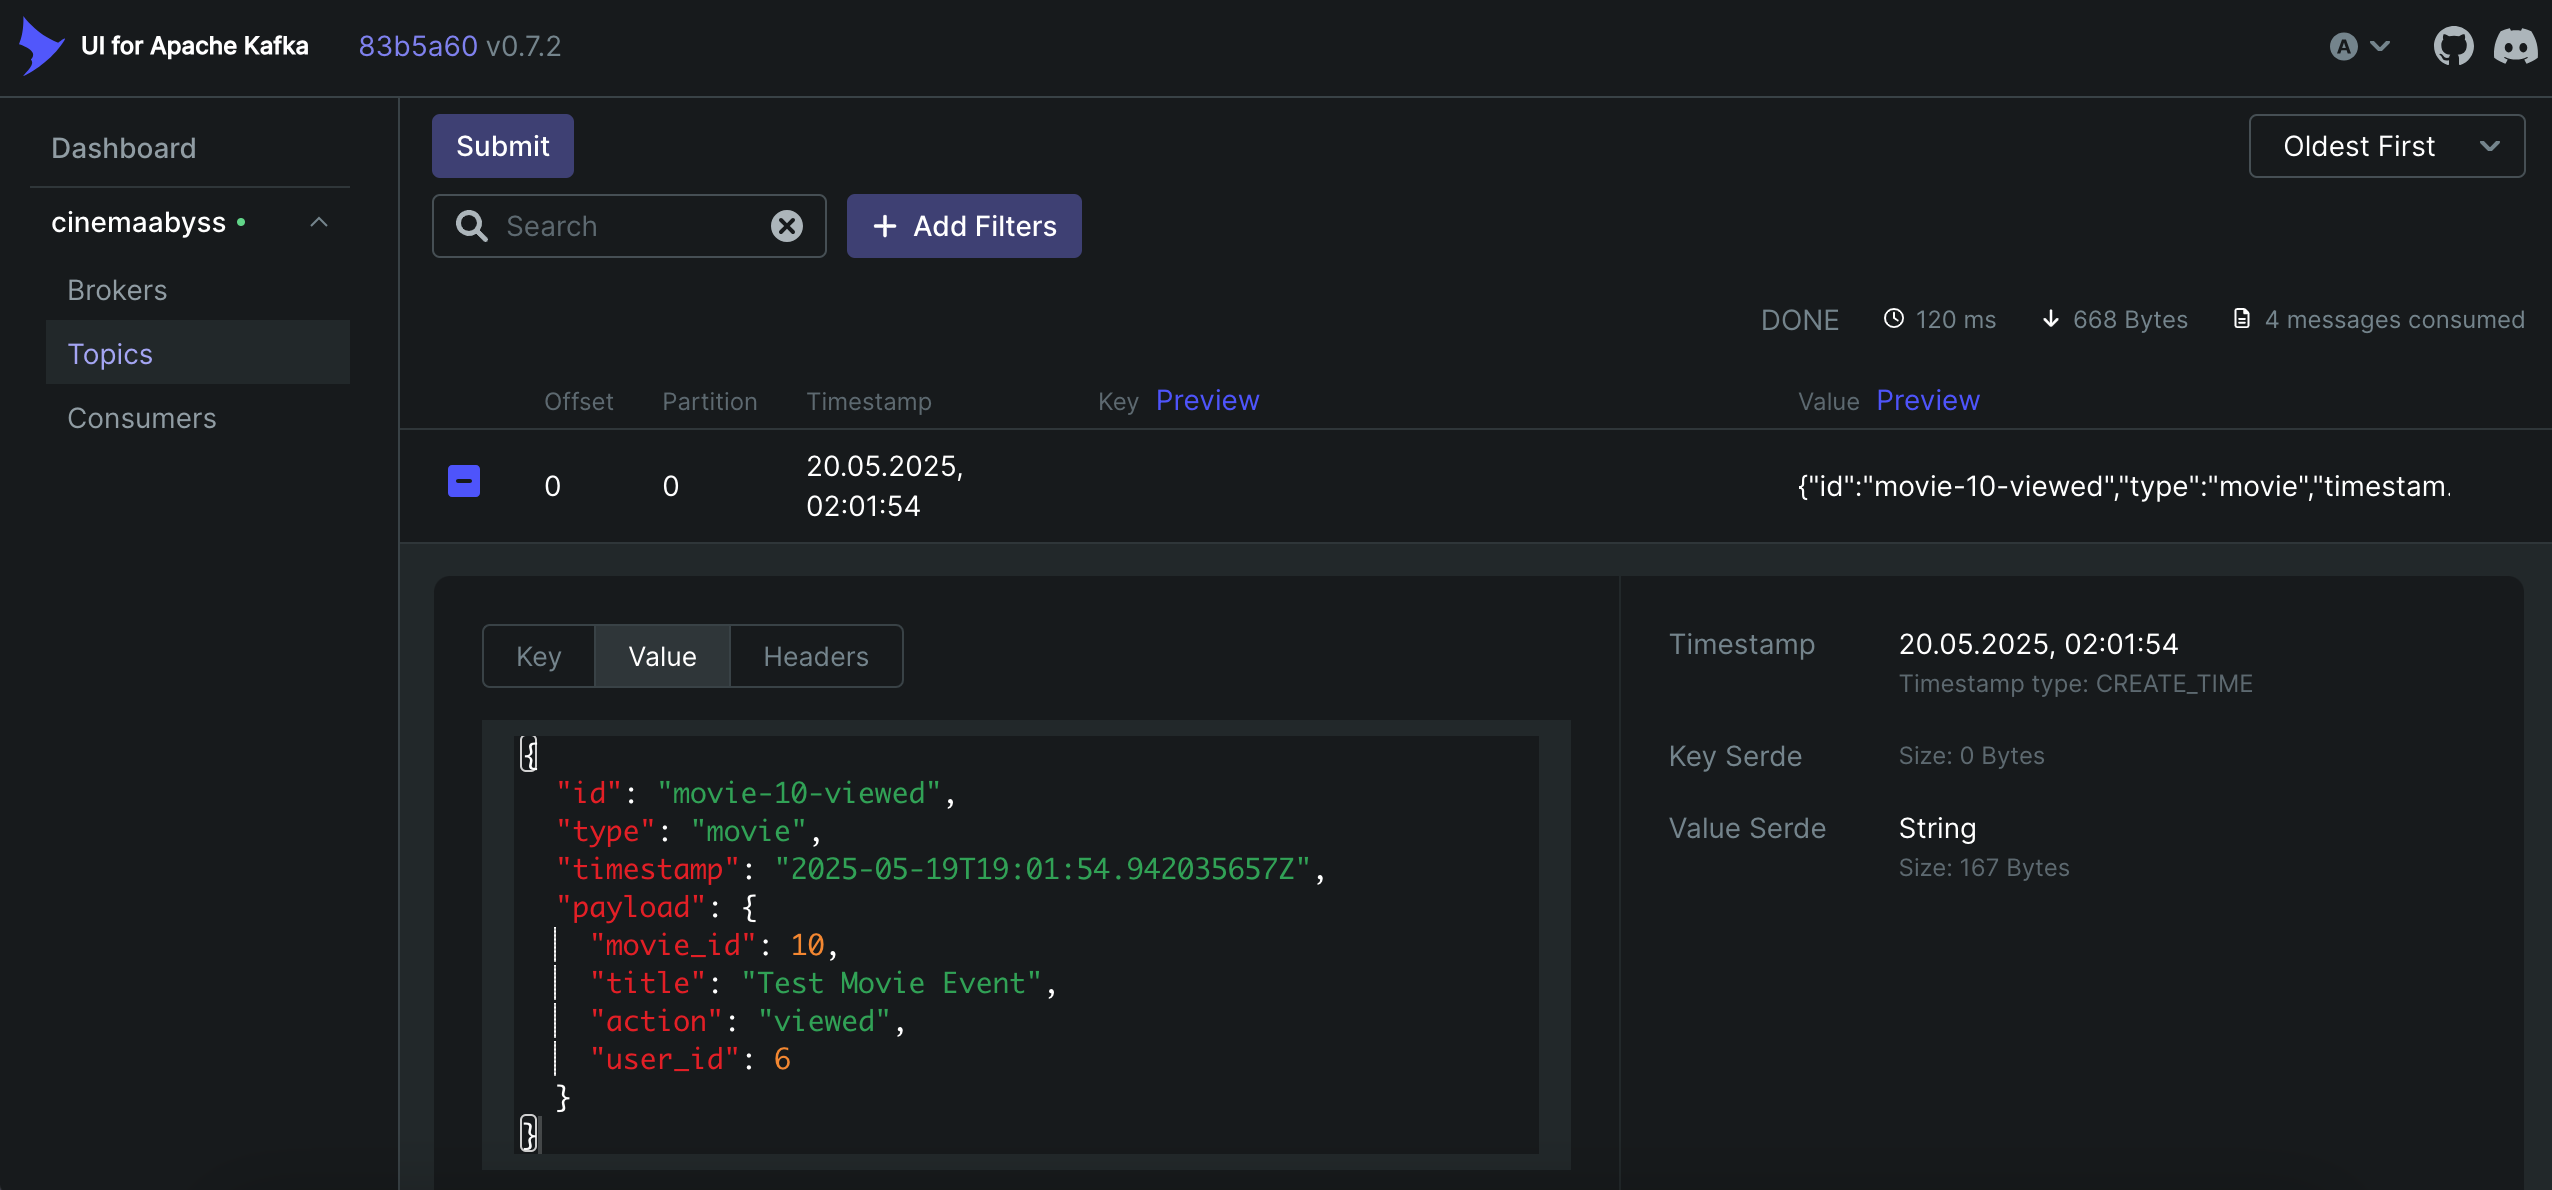 UI for Apache Kafka 83b5a60 v0.7.2 A
Dashboard
cinemaabyss
Brokers
Topics
Consumers
Submit
Oldest First
Search
+ Add Filters
DONE 120 ms 668 Bytes 4 messages consumed
Offset Partition Timestamp Key Preview Value Preview
0 0 20.05.2025,
02:01:54
{"id":"movie-10-viewed","type":"movie","timestam.
Key Value Headers
{
"id": "movie-10-viewed",
"type": "movie",
"timestamp": "2025-05-19T19:01:54.942035657Z",
"payload": {
"movie_id": 10,
"title": "Test Movie Event",
"action": "viewed",
"user_id": 6
}
}
Timestamp 20.05.2025, 02:01:54
Timestamp type: CREATE_TIME
Key Serde Size: 0 Bytes
Value Serde String
Size: 167 Bytes